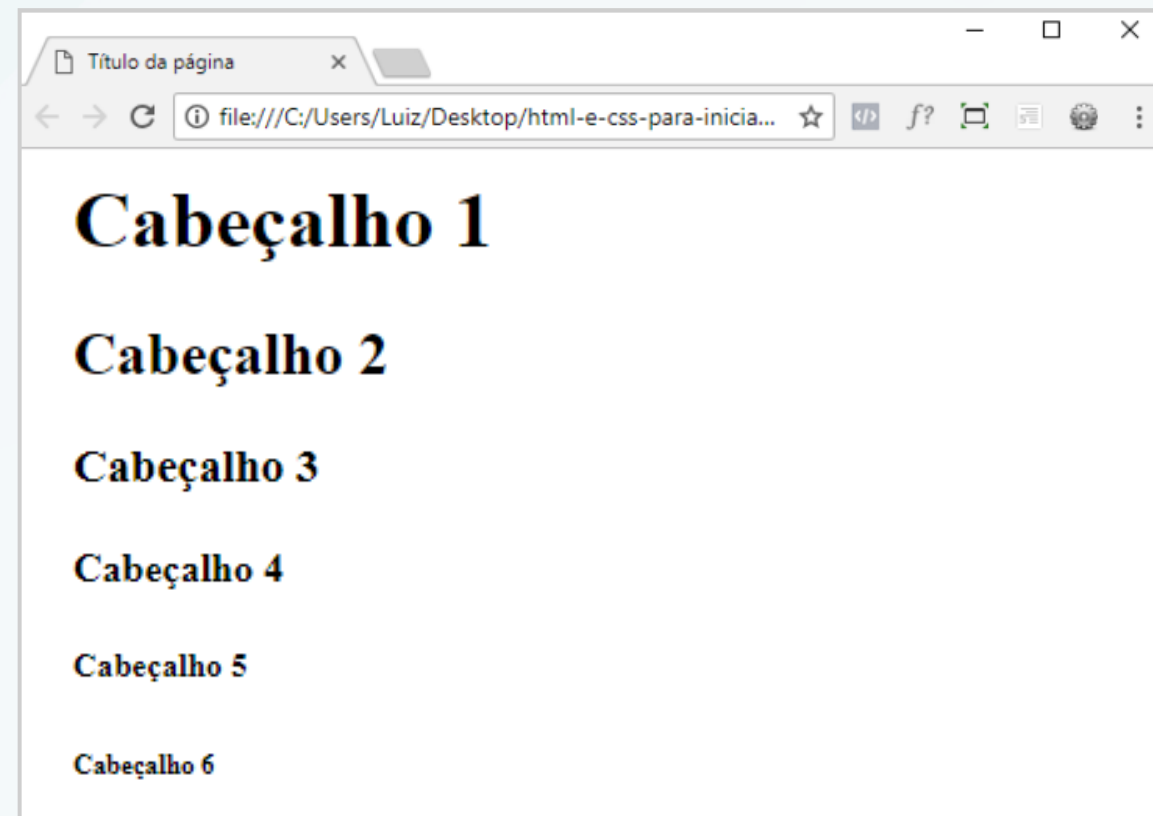 Título da página
file:///C:/Users/Luiz/Desktop/html-e-css-para-inicia...
f?
Cabeçalho 1
Cabeçalho 2
Cabeçalho 3
Cabeçalho 4
Cabeçalho 5
Cabeçalho 6